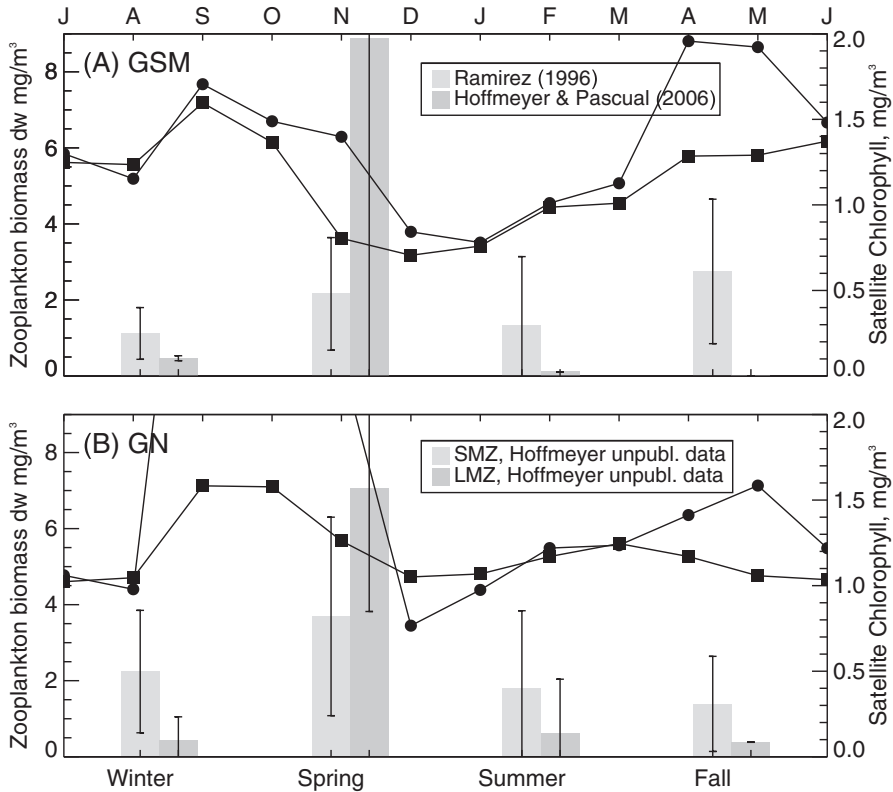 J A S O N D J F M A M J
(A) GSM
Zooplankton biomass dw mg/m³
8
6
4
2
0
Ramirez (1996)
Hoffmeyer & Pascual (2006)
2.0
1.5
1.0
0.5
0.0
Satellite Chlorophyll, mg/m³
(B) GN
Zooplankton biomass dw mg/m³
8
6
4
2
0
SMZ, Hoffmeyer unpubl. data
LMZ, Hoffmeyer unpubl. data
2.0
1.5
1.0
0.5
0.0
Satellite Chlorophyll, mg/m³
Winter Spring Summer Fall